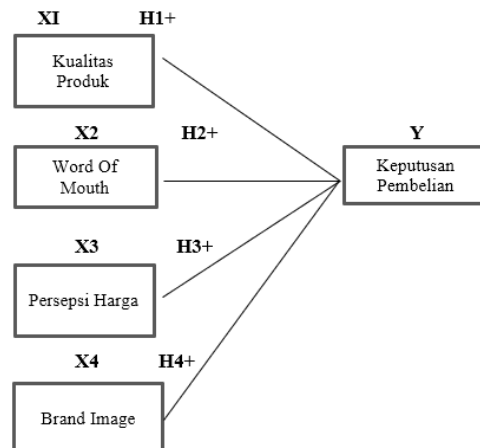 XI H1+
Kualitas
Produk
X2 H2+ Y
Word Of
Mouth
Keputusan
Pembelian
X3 H3+
Persepsi Harga
X4 H4+
Brand Image